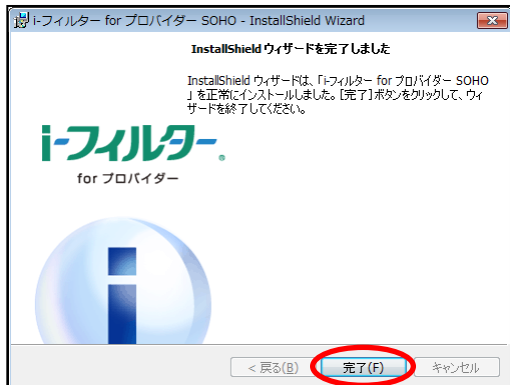 i-フィルター for プロバイダー SOHO - InstallShield Wizard
InstallShield ウィザードを完了しました
InstallShield ウィザードは、「i-フィルター for プロバイダー SOHO
」を正常にインストールしました。[完了]ボタンをクリックして、ウィ
ザードを終了してください。
i-フィルター®
for プロバイダー
i
< 戻る(B)
完了(F)
キャンセル